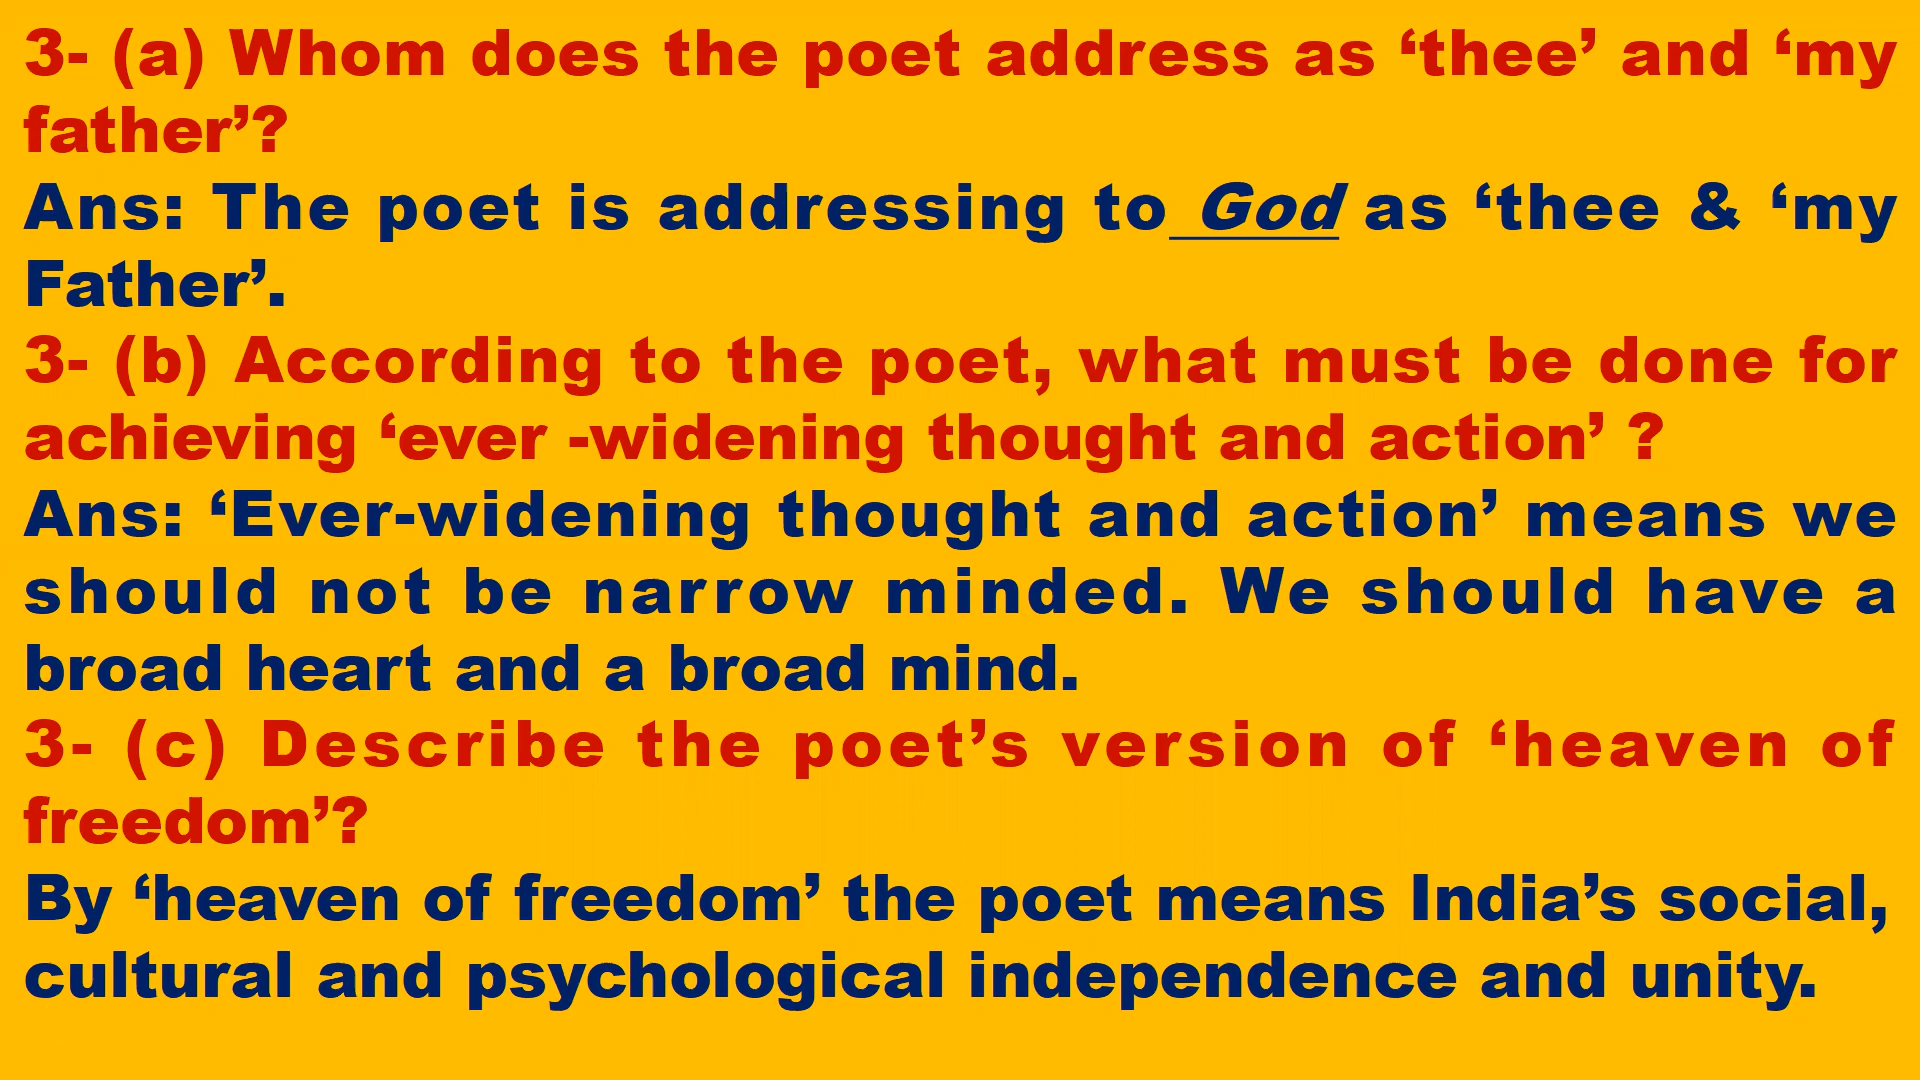 3- (a) Whom does the poet address as ‘thee’ and ‘my
father’?
Ans: The poet is addressing to God as ‘thee & ‘my
Father’.
3- (b) According to the poet, what must be done for
achieving ‘ever -widening thought and action’ ?
Ans: ‘Ever-widening thought and action’ means we
should not be narrow minded. We should have a
broad heart and a broad mind.
3- (c) Describe the poet’s version of ‘heaven of
freedom’?
By ‘heaven of freedom’ the poet means India’s social,
cultural and psychological independence and unity.